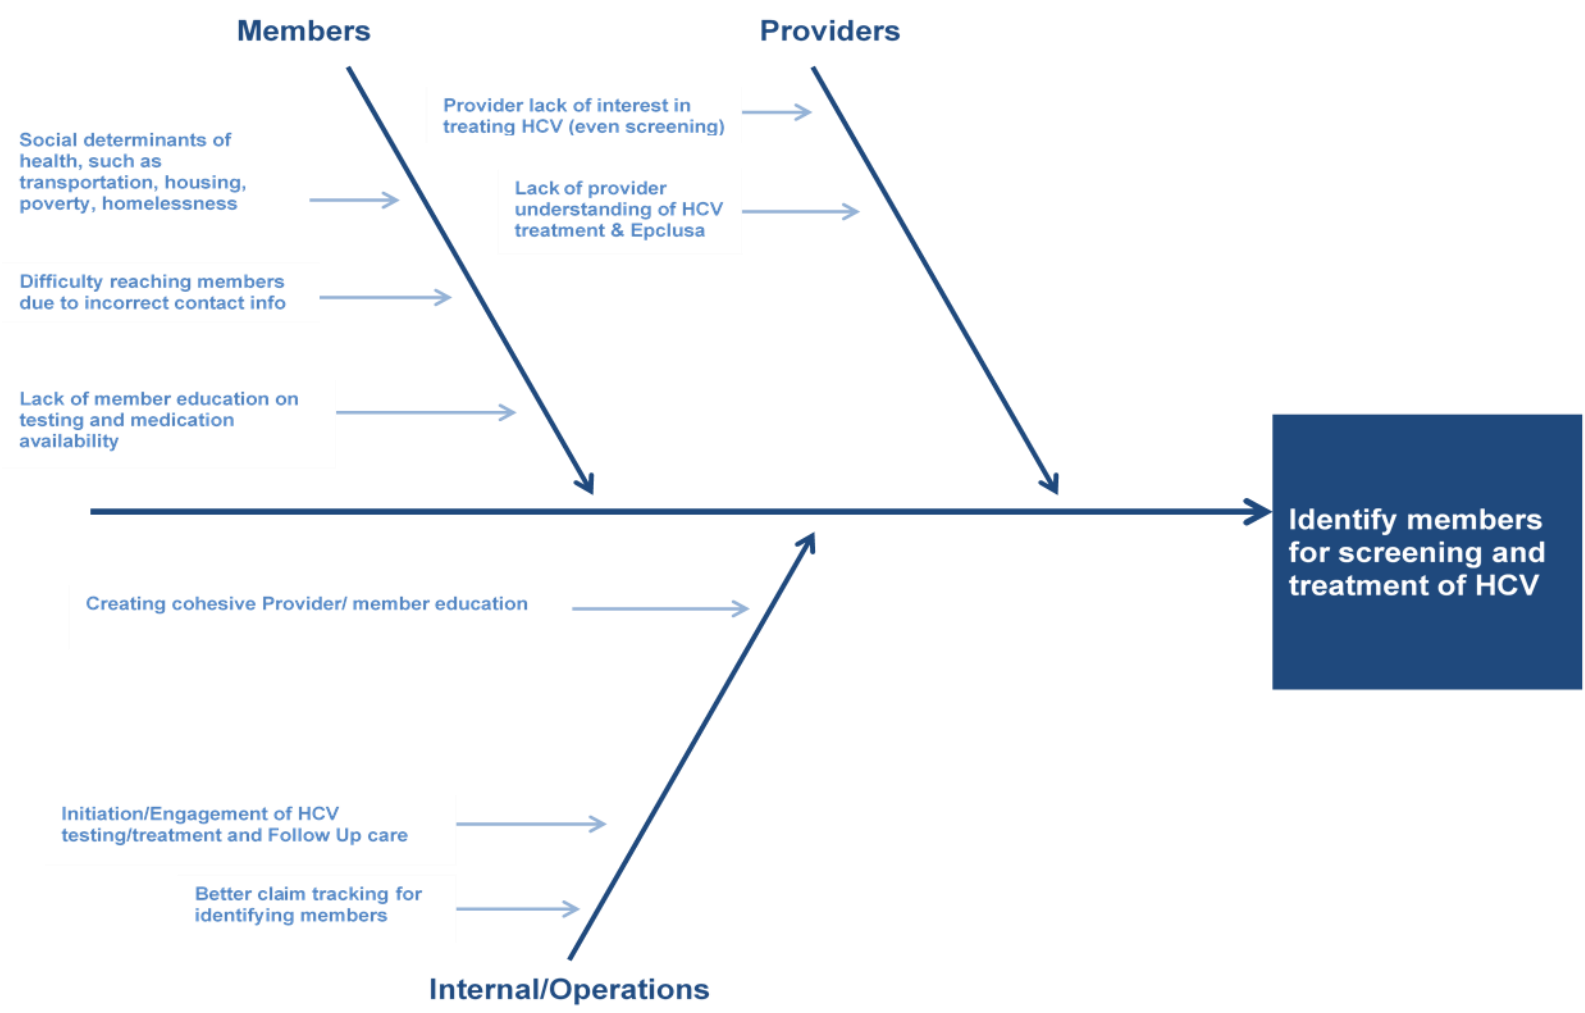 Members
Providers
Provider lack of interest in
treating HCV (even screening)
Social determinants of
health, such as
transportation, housing,
poverty, homelessness
Lack of provider
understanding of HCV
treatment & Epclusa
Difficulty reaching members
due to incorrect contact info
Lack of member education on
testing and medication
availability
Identify members
for screening and
treatment of HCV
Creating cohesive Provider/ member education
Initiation/Engagement of HCV
testing/treatment and Follow Up care
Better claim tracking for
identifying members
Internal/Operations